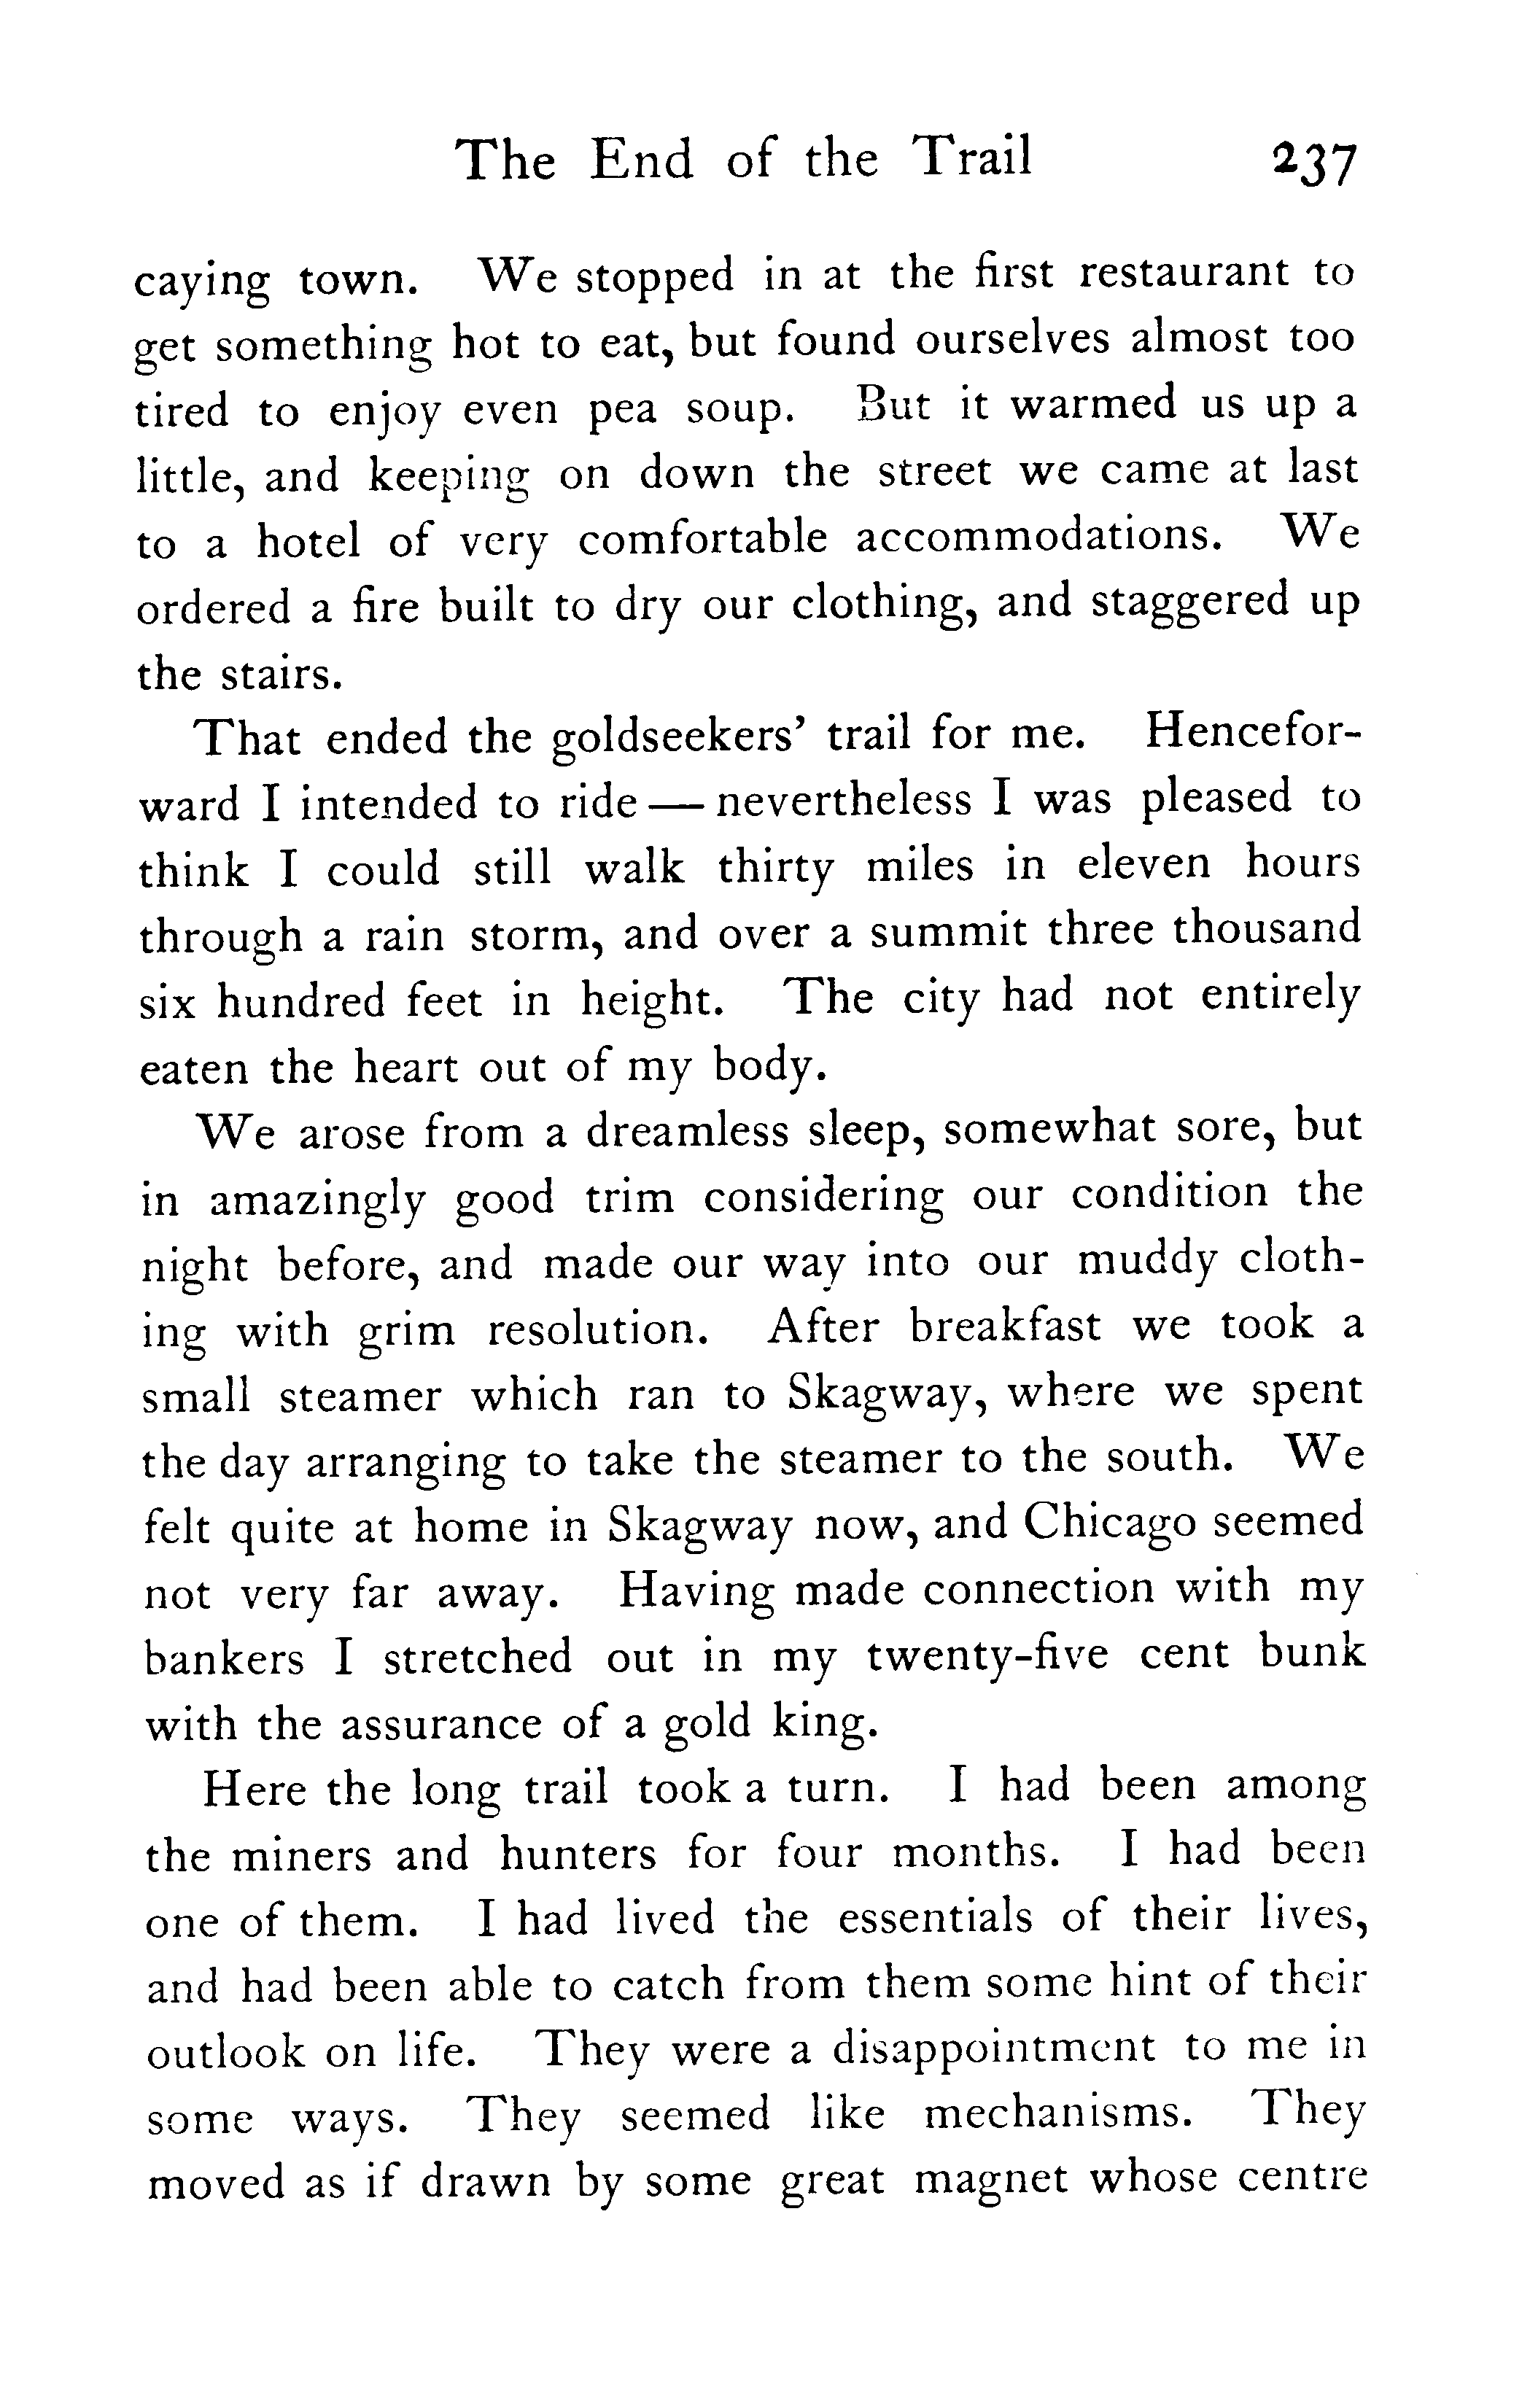 The End of the Trail 237
caying town. We stopped in at the first restaurant to
get something hot to eat, but found ourselves almost too
tired to enjoy even pea soup. But it warmed us up a
little, and keeping on down the street we came at last
to a hotel of very comfortable accommodations. We
ordered a fire built to dry our clothing, and staggered up
the stairs.
That ended the goldseekers’ trail for me. Hencefor-
ward I intended to ride — nevertheless I was pleased to
think I could still walk thirty miles in eleven hours
through a rain storm, and over a summit three thousand
six hundred feet in height. The city had not entirely
eaten the heart out of my body.
We arose from a dreamless sleep, somewhat sore, but
in amazingly good trim considering our condition the
night before, and made our way into our muddy cloth-
ing with grim resolution. After breakfast we took a
small steamer which ran to Skagway, where we spent
the day arranging to take the steamer to the south. We
felt quite at home in Skagway now, and Chicago seemed
not very far away. Having made connection with my
bankers I stretched out in my twenty-five cent bunk
with the assurance of a gold king.
Here the long trail took a turn. I had been among
the miners and hunters for four months. I had been
one of them. I had lived the essentials of their lives,
and had been able to catch from them some hint of their
outlook on life. They were a disappointment to me in
some ways. They seemed like mechanisms. They
moved as if drawn by some great magnet whose centre